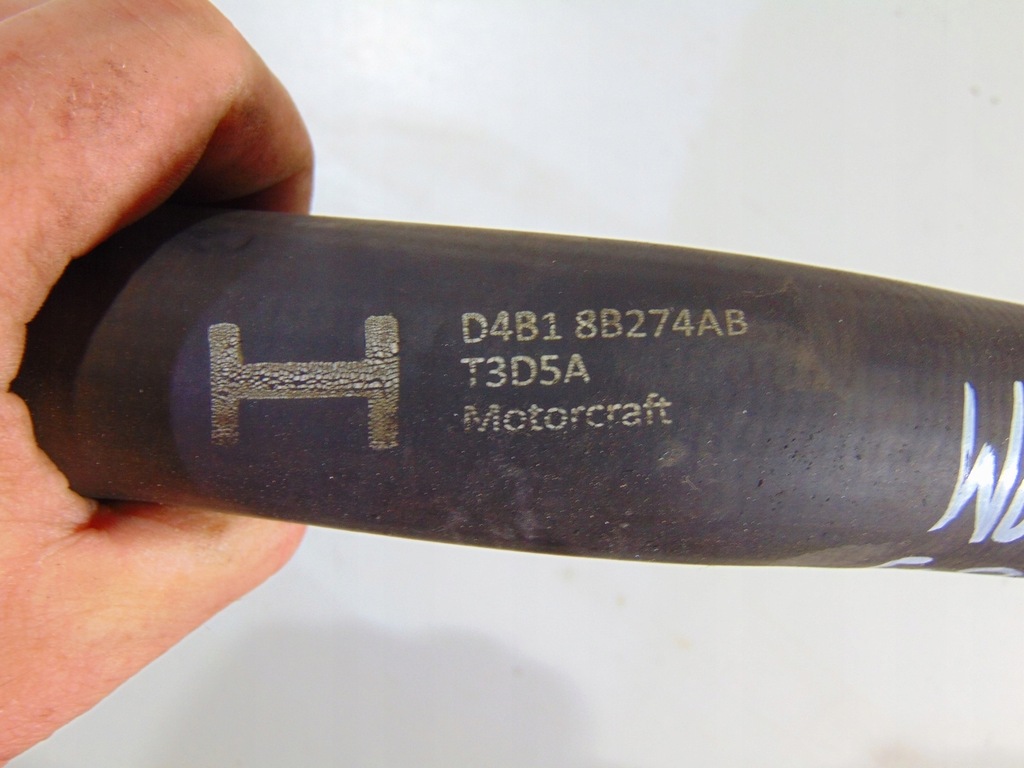 H
D4B1 8B274AB
T3D5A
Motorcraft